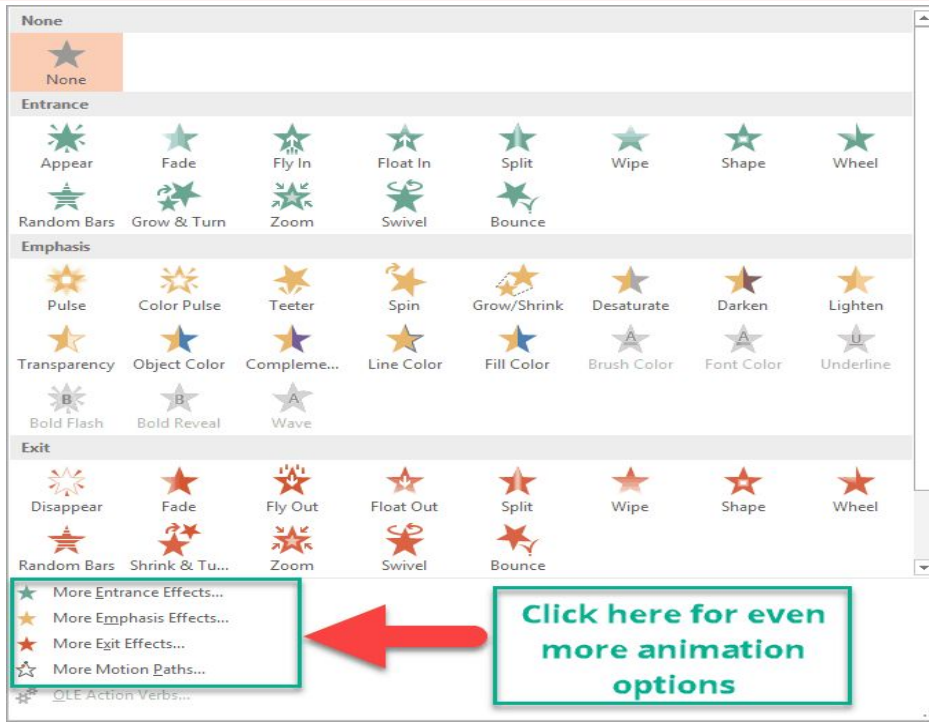 None
None
Entrance
Appear Fade Fly In Float In Split Wipe Shape Wheel
Random Bars Grow & Turn Zoom Swivel Bounce
Emphasis
Pulse Color Pulse Teeter Spin Grow/Shrink Desaturate Darken Lighten
Transparency Object Color Compleme... Line Color Fill Color Brush Color Font Color Underline
Bold Flash Bold Reveal Wave
Exit
Disappear Fade Fly Out Float Out Split Wipe Shape Wheel
Random Bars Shrink & Tu... Zoom Swivel Bounce
More Entrance Effects...
More Emphasis Effects...
More Exit Effects...
More Motion Paths...
OLE Action Verbs...
Click here for even
more animation
options